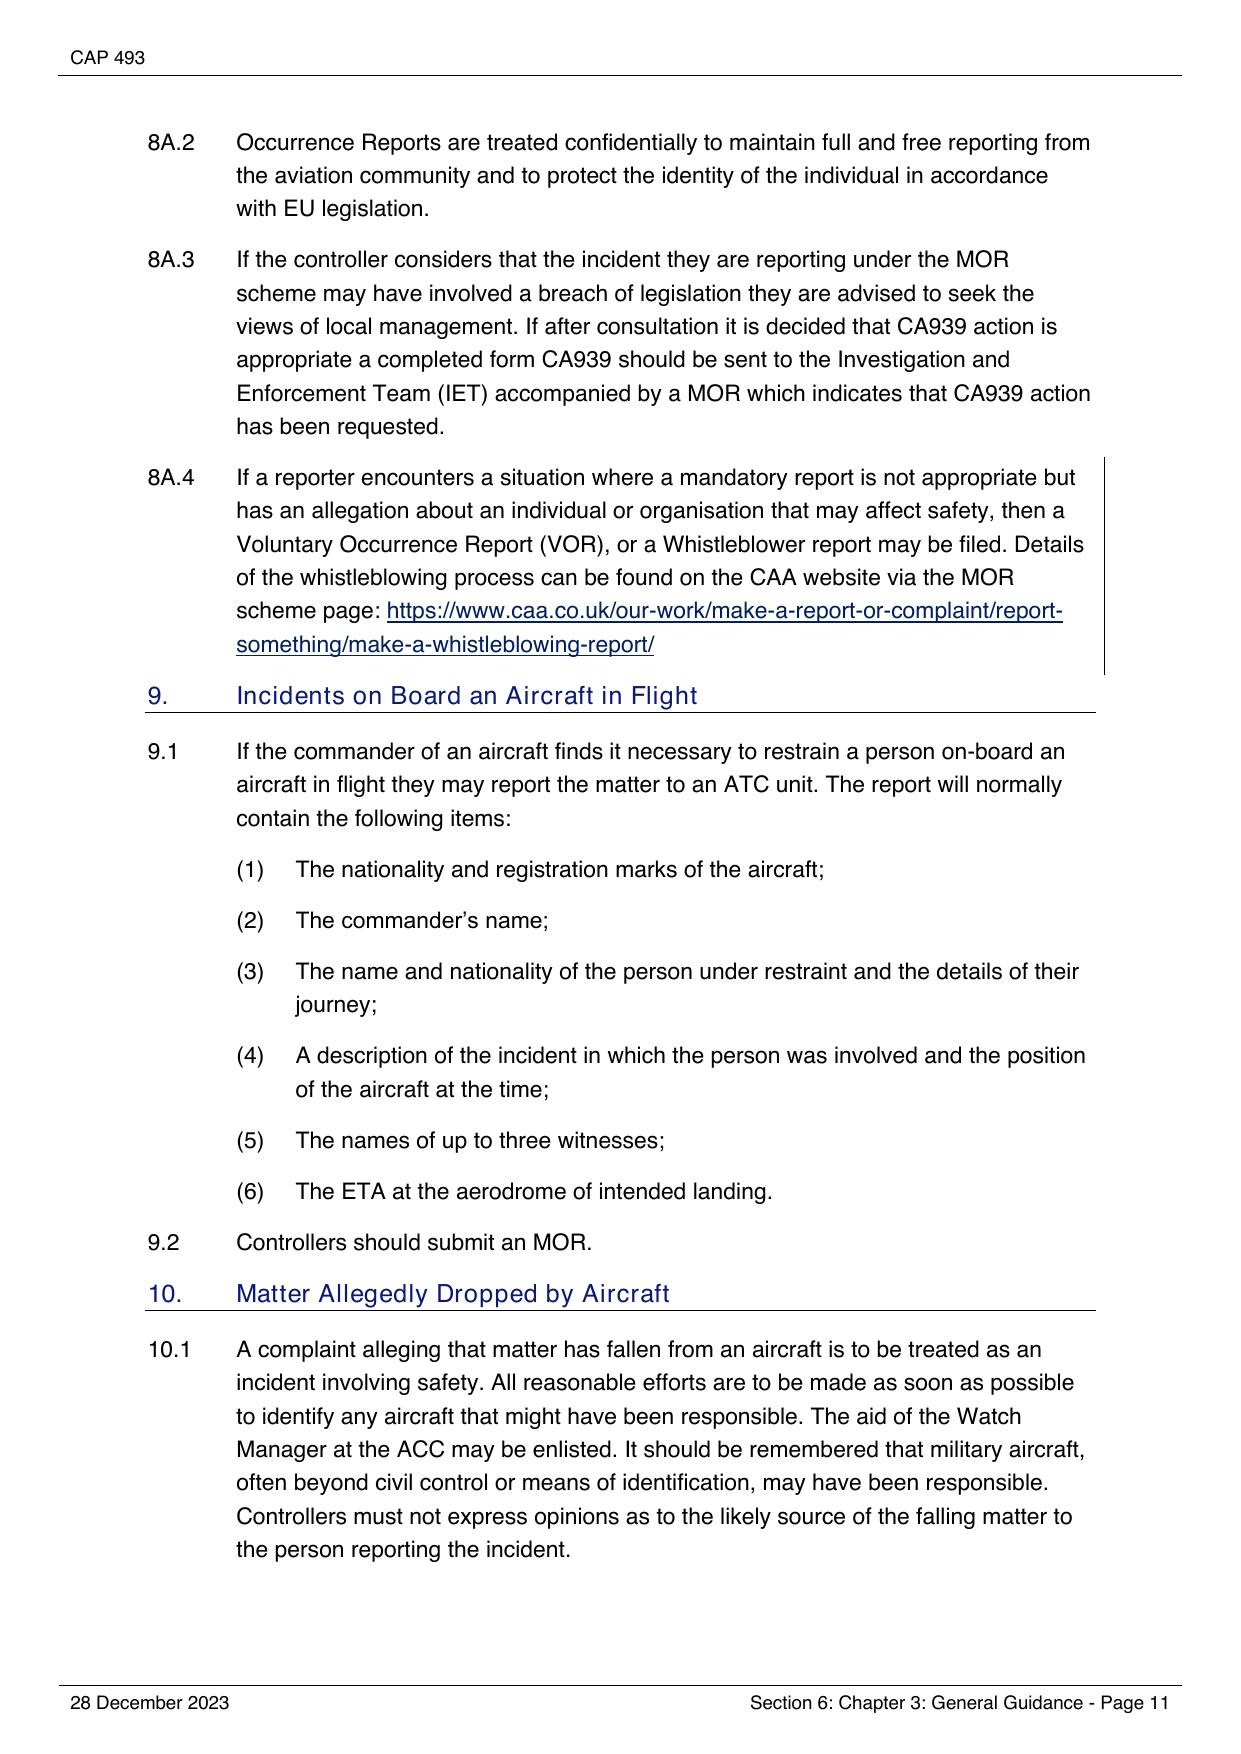 CAP 493
8A.2 Occurrence Reports are treated confidentially to maintain full and free reporting from
the aviation community and to protect the identity of the individual in accordance
with EU legislation.
8A.3 If the controller considers that the incident they are reporting under the MOR
scheme may have involved a breach of legislation they are advised to seek the
views of local management. If after consultation it is decided that CA939 action is
appropriate a completed form CA939 should be sent to the Investigation and
Enforcement Team (IET) accompanied by a MOR which indicates that CA939 action
has been requested.
8A.4 If a reporter encounters a situation where a mandatory report is not appropriate but
has an allegation about an individual or organisation that may affect safety, then a
Voluntary Occurrence Report (VOR), or a Whistleblower report may be filed. Details
of the whistleblowing process can be found on the CAA website via the MOR
scheme page: https://www.caa.co.uk/our-work/make-a-report-or-complaint/report-
something/make-a-whistleblowing-report/
9. Incidents on Board an Aircraft in Flight
9.1 If the commander of an aircraft finds it necessary to restrain a person on-board an
aircraft in flight they may report the matter to an ATC unit. The report will normally
contain the following items:
(1) The nationality and registration marks of the aircraft;
(2) The commander’s name;
(3) The name and nationality of the person under restraint and the details of their
journey;
(4) A description of the incident in which the person was involved and the position
of the aircraft at the time;
(5) The names of up to three witnesses;
(6) The ETA at the aerodrome of intended landing.
9.2 Controllers should submit an MOR.
10. Matter Allegedly Dropped by Aircraft
10.1 A complaint alleging that matter has fallen from an aircraft is to be treated as an
incident involving safety. All reasonable efforts are to be made as soon as possible
to identify any aircraft that might have been responsible. The aid of the Watch
Manager at the ACC may be enlisted. It should be remembered that military aircraft,
often beyond civil control or means of identification, may have been responsible.
Controllers must not express opinions as to the likely source of the falling matter to
the person reporting the incident.
28 December 2023 Section 6: Chapter 3: General Guidance - Page 11